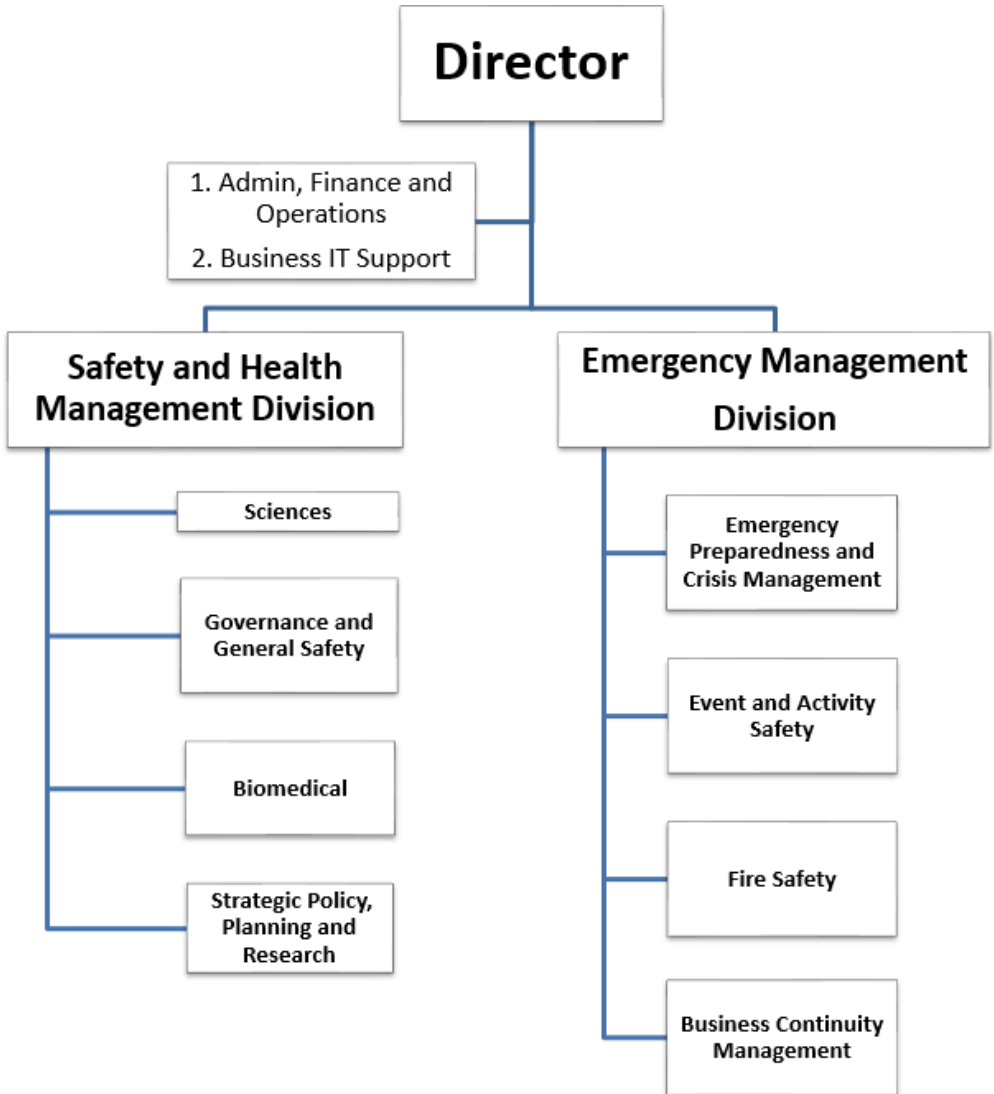 Director
1. Admin, Finance and
Operations
2. Business IT Support
Safety and Health
Management Division
Emergency Management
Division
Sciences
Governance and
General Safety
Biomedical
Strategic Policy,
Planning and
Research
Emergency
Preparedness and
Crisis Management
Event and Activity
Safety
Fire Safety
Business Continuity
Management